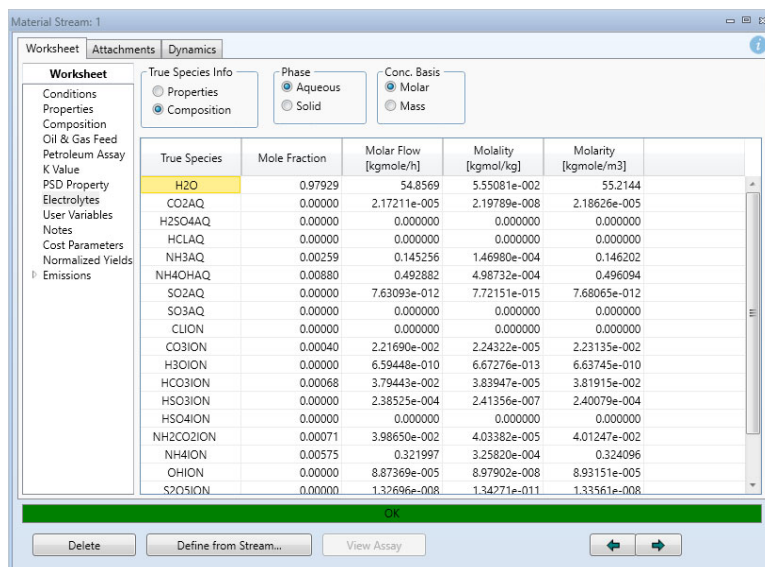 Material Stream: 1
Worksheet Attachments Dynamics
Worksheet
Conditions
Properties
Composition
Oil & Gas Feed
Petroleum Assay
K Value
PSD Property
Electrolytes
User Variables
Notes
Cost Parameters
Normalized Yields
Emissions
True Species Info
Properties
Composition
Phase
Aqueous
Solid
Conc. Basis
Molar
Mass
True Species Mole Fraction Molar Flow [kgmole/h] Molality [kgmol/kg] Molarity [kgmole/m3]
H2O 0.97929 54.8569 5.55081e-002 55.2144
CO2AQ 0.00000 2.17211e-005 2.19789e-008 2.18626e-005
H2SO4AQ 0.00000 0.000000 0.00000 0.000000
HCLAQ 0.00000 0.000000 0.00000 0.000000
NH3AQ 0.00259 0.145256 1.46980e-004 0.146202
NH4OHAQ 0.00880 0.492882 4.98732e-004 0.496094
SO2AQ 0.00000 7.63093e-012 7.72151e-015 7.68065e-012
SO3AQ 0.00000 0.000000 0.00000 0.000000
CLION 0.00000 0.000000 0.00000 0.000000
CO3ION 0.00040 2.21690e-002 2.24322e-005 2.23135e-002
H3OION 0.00000 6.59448e-010 6.67276e-013 6.63745e-010
HCO3ION 0.00068 3.79443e-002 3.83947e-005 3.81915e-002
HSO3ION 0.00000 2.38525e-004 2.41356e-007 2.40079e-004
HSO4ION 0.00000 0.000000 0.00000 0.000000
NH2CO2ION 0.00071 3.98650e-002 4.03382e-005 4.01247e-002
NH4ION 0.00575 0.321997 3.25820e-004 0.324096
OHION 0.00000 8.87369e-005 8.97902e-008 8.93151e-005
S2O5ION 0.00000 1.32696e-008 1.34271e-011 1.33561e-008
OK
Delete Define from Stream... View Assay